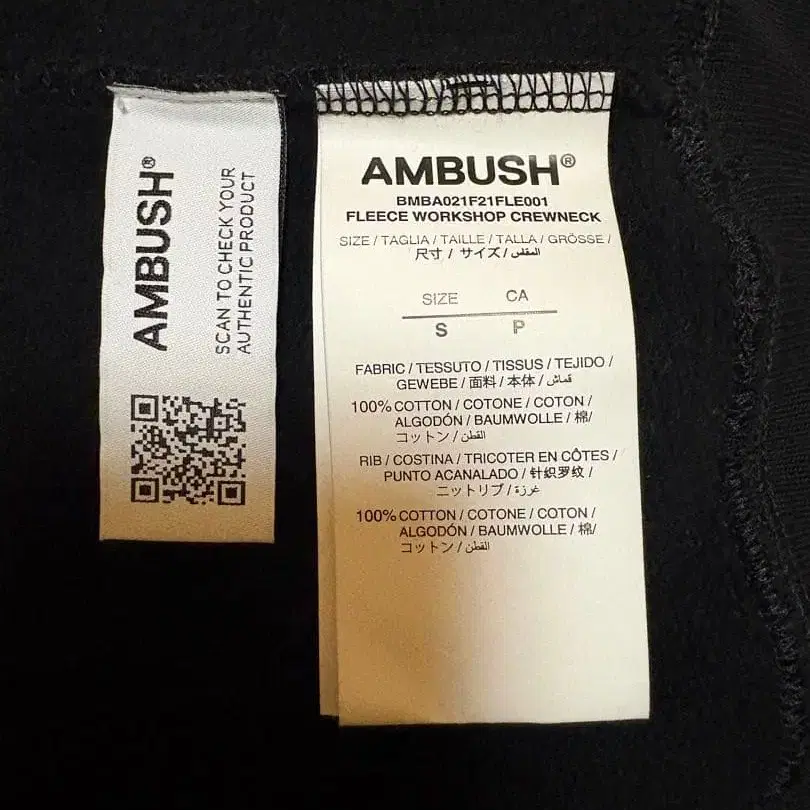 AMBUSH®
SCAN TO CHECK YOUR
AUTHENTIC PRODUCT
AMBUSH®
BMBA021F21FLE001
FLEECE WORKSHOP CREWNECK
SIZE / TAGLIA / TAILLE / TALLA / GRÖSSE /
尺寸 / サイズ / المقاس
SIZE CA
S P
FABRIC / TESSUTO / TISSUS / TEJIDO /
GEWEBE / 面料 / 本体 / قماش
100% COTTON / COTONE / COTON /
ALGODÓN / BAUMWOLLE / 棉/
コットン / القطن
RIB / COSTINA / TRICOTER EN CÔTES /
PUNTO ACANALADO / 针织罗纹 /
ニットリブ / غرزة
100% COTTON / COTONE / COTON /
ALGODÓN / BAUMWOLLE / 棉/
コットン / القطن